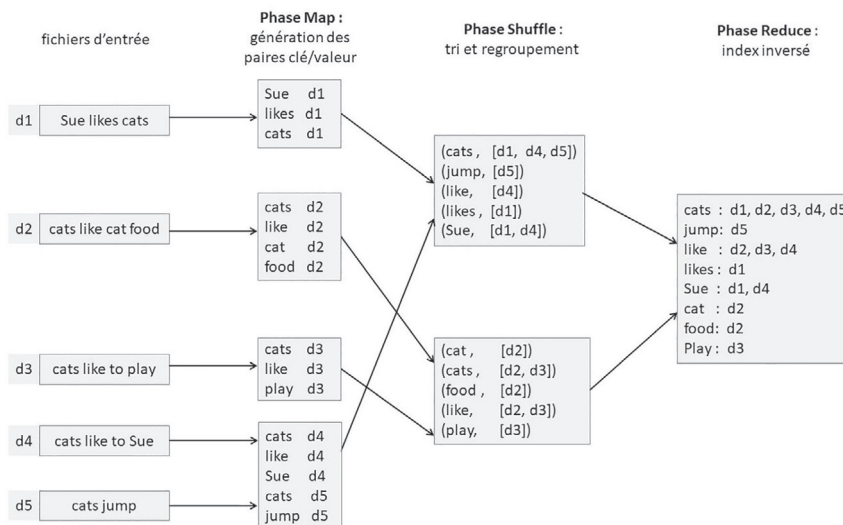 fichiers d'entrée
Phase Map :
génération des
paires clé/valeur
Phase Shuffle :
tri et regroupement
Phase Reduce :
index inversé
d1 Sue likes cats
Sue d1
likes d1
cats d1
d2 cats like cat food
cats d2
like d2
cat d2
food d2
d3 cats like to play
cats d3
like d3
play d3
d4 cats like to Sue
d5 cats jump
cats d4
like d4
Sue d4
cats d5
jump d5
(cats , [d1, d4, d5])
(jump, [d5])
(like, [d4])
(likes , [d1])
(Sue, [d1, d4])
(cat , [d2])
(cats , [d2, d3])
(food , [d2])
(like, [d2, d3])
(play, [d3])
cats : d1, d2, d3, d4, d5
jump: d5
like : d2, d3, d4
likes : d1
Sue : d1, d4
cat : d2
food: d2
Play : d3